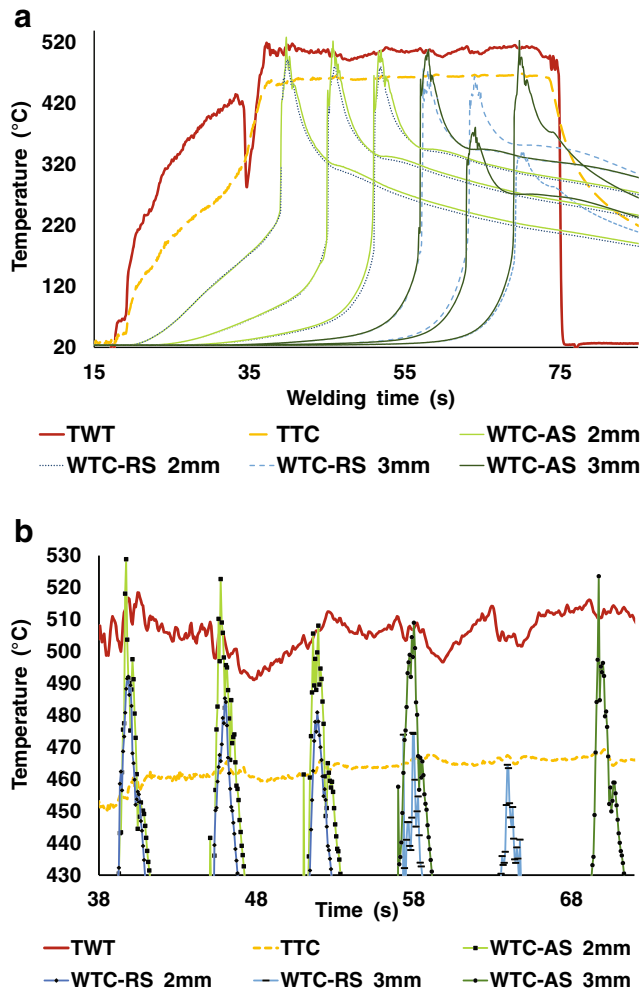 a
520
420
320
220
120
20
Temperature (°C)
15 35 55 75
Welding time (s)
TWT TTC WTC-AS 2mm
WTC-RS 2mm WTC-RS 3mm WTC-AS 3mm
b
530
520
510
500
490
480
470
460
450
440
430
Temperature (°C)
38 48 58 68
Time (s)
TWT TTC WTC-AS 2mm
WTC-RS 2mm WTC-RS 3mm WTC-AS 3mm